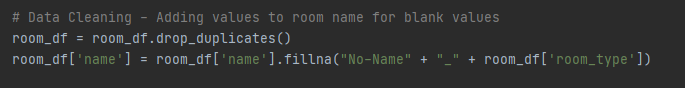 # Data Cleaning - Adding values to room name for blank values
room_df = room_df.drop_duplicates()
room_df['name'] = room_df['name'].fillna("No-Name" + "_" + room_df['room_type'])